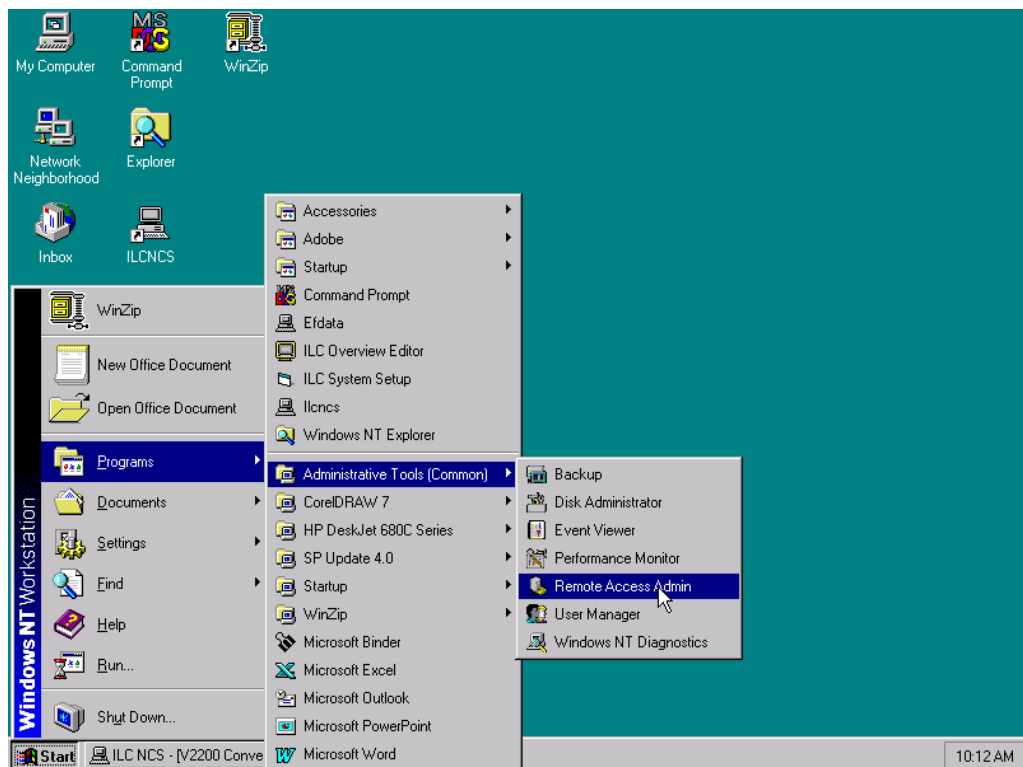 MS
My Computer
Command
Prompt
WinZip
Network
Neighborhood
Explorer
Inbox
ILCNCS
Windows NT Workstation
WinZip
New Office Document
Open Office Document
Programs
Documents
Settings
Find
Help
Run...
Shut Down...
Accessories
Adobe
Startup
Command Prompt
Efdata
ILC Overview Editor
ILC System Setup
Ilcncs
Windows NT Explorer
Administrative Tools (Common)
CorelDRAW 7
HP DeskJet 680C Series
SP Update 4.0
Startup
WinZip
Microsoft Binder
Microsoft Excel
Microsoft Outlook
Microsoft PowerPoint
Microsoft Word
Backup
Disk Administrator
Event Viewer
Performance Monitor
Remote Access Admin
User Manager
Windows NT Diagnostics
Start
ILC NCS - [V2200 Conve
10:12 AM